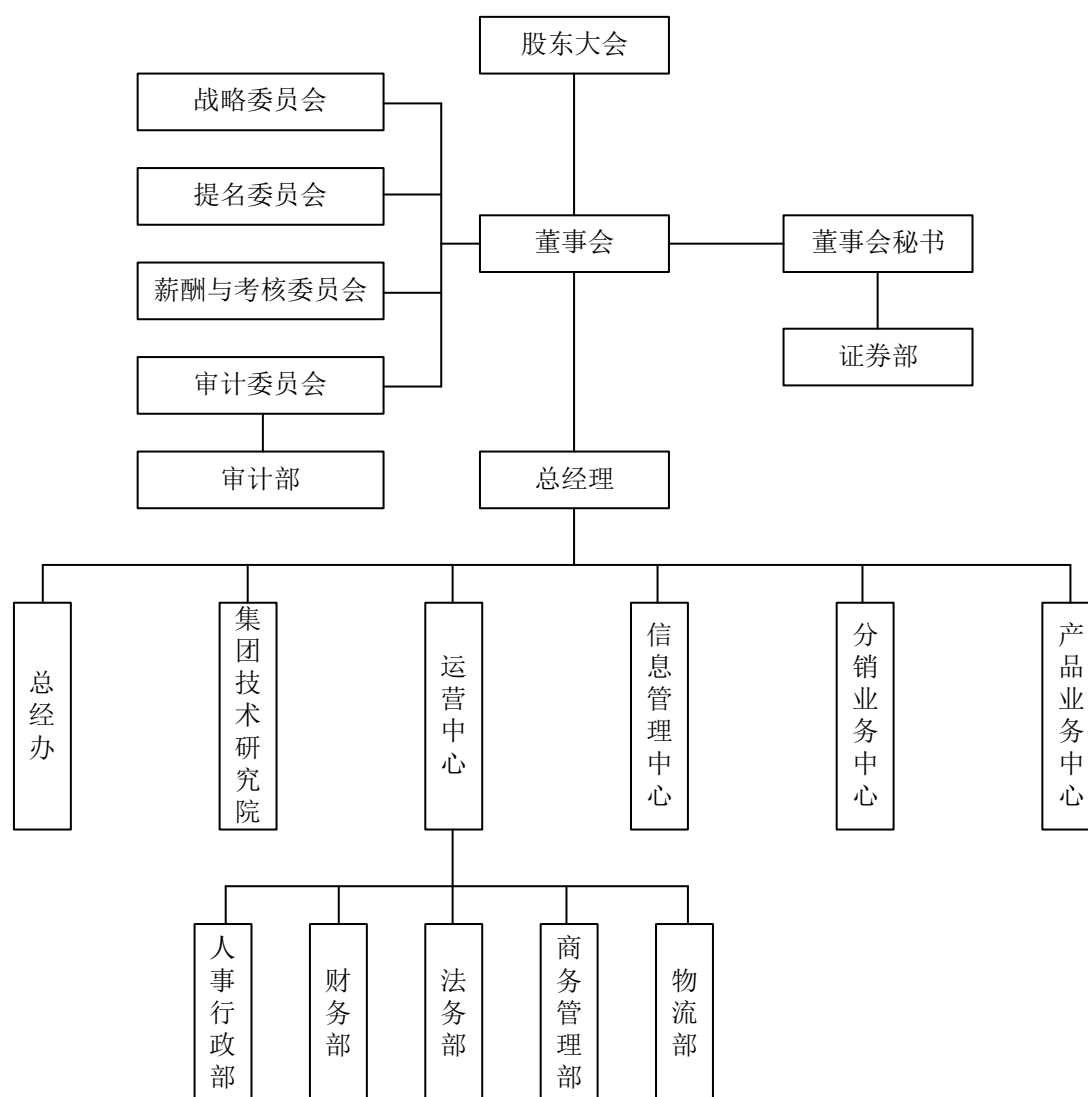 股东大会
战略委员会
提名委员会
董事会
董事会秘书
薪酬与考核委员会
证券部
审计委员会
审计部
总经理
总经办
集团技术研究院
运营中心
信息管理中心
分销业务中心
产品业务中心
人事行政部
财务部
法务部
商务管理部
物流部